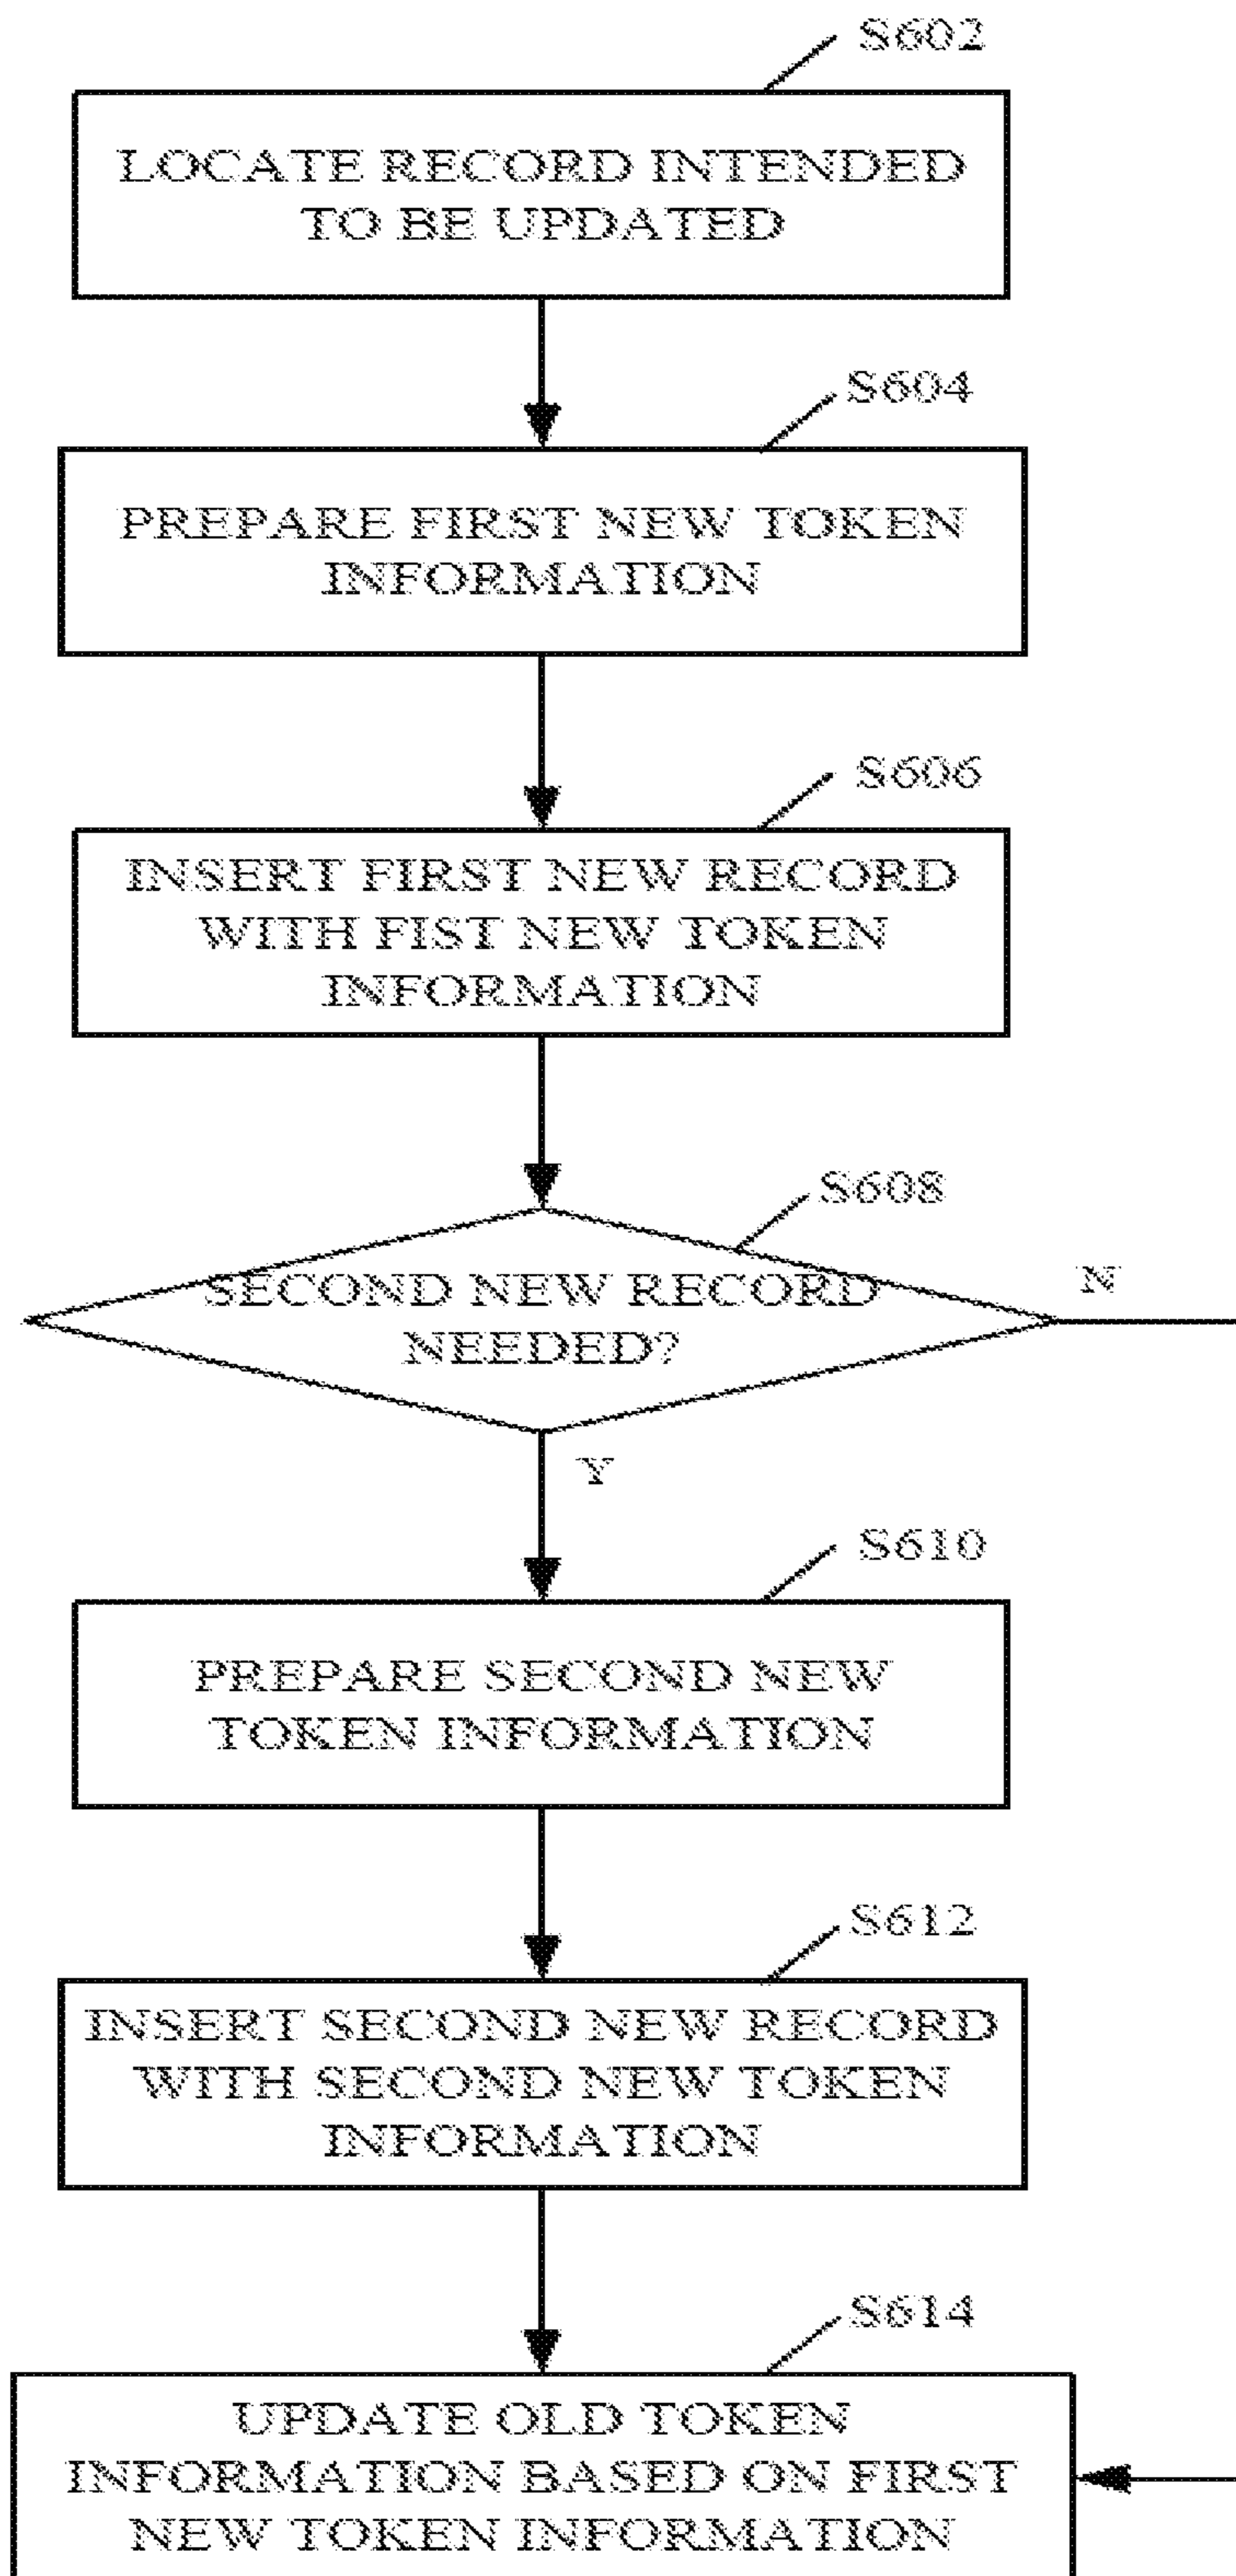 S602
LOCATE RECORD INTENDED
TO BE UPDATED
S604
PREPARE FIRST NEW TOKEN
INFORMATION
S606
INSERT FIRST NEW RECORD
WITH FIST NEW TOKEN
INFORMATION
S608
SECOND NEW RECORD
NEEDED?
N
Y
S610
PREPARE SECOND NEW
TOKEN INFORMATION
S612
INSERT SECOND NEW RECORD
WITH SECOND NEW TOKEN
INFORMATION
S614
UPDATE OLD TOKEN
INFORMATION BASED ON FIRST
NEW TOKEN INFORMATION